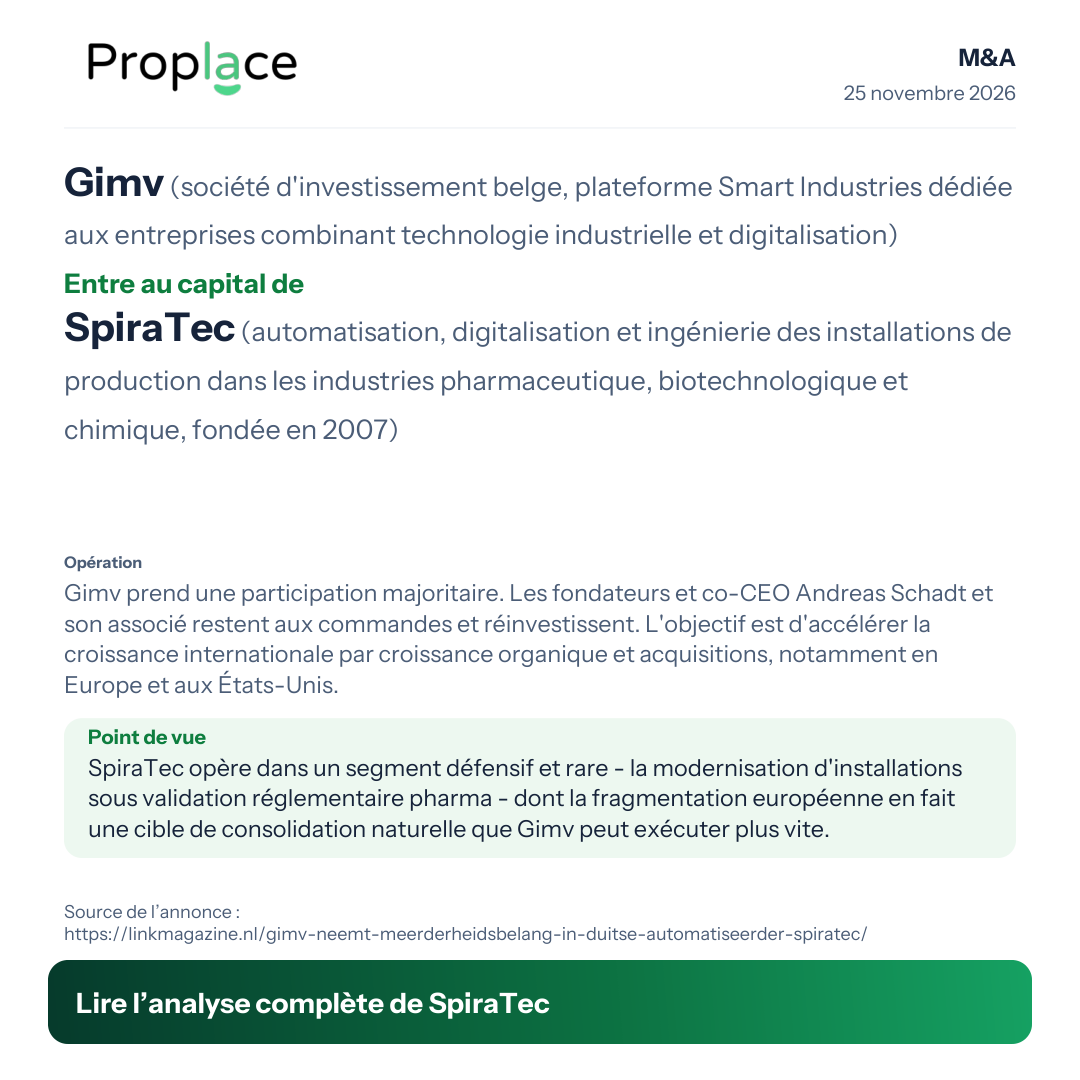 Proplace
M&A
25 novembre 2026
Gimv (société d'investissement belge, plateforme Smart Industries dédiée
aux entreprises combinant technologie industrielle et digitalisation)
Entre au capital de
SpiraTec (automatisation, digitalisation et ingénierie des installations de
production dans les industries pharmaceutique, biotechnologique et
chimique, fondée en 2007)
Opération
Gimv prend une participation majoritaire. Les fondateurs et co-CEO Andreas Schadt et
son associé restent aux commandes et réinvestissent. L'objectif est d'accélérer la
croissance internationale par croissance organique et acquisitions, notamment en
Europe et aux États-Unis.
Point de vue
SpiraTec opère dans un segment défensif et rare - la modernisation d'installations
sous validation réglementaire pharma - dont la fragmentation européenne en fait
une cible de consolidation naturelle que Gimv peut exécuter plus vite.
Source de l’annonce :
https://linkmagazine.nl/gimv-neemt-meerderheidsbelang-in-duitse-automatiseerder-spiratec/
Lire l’analyse complète de SpiraTec